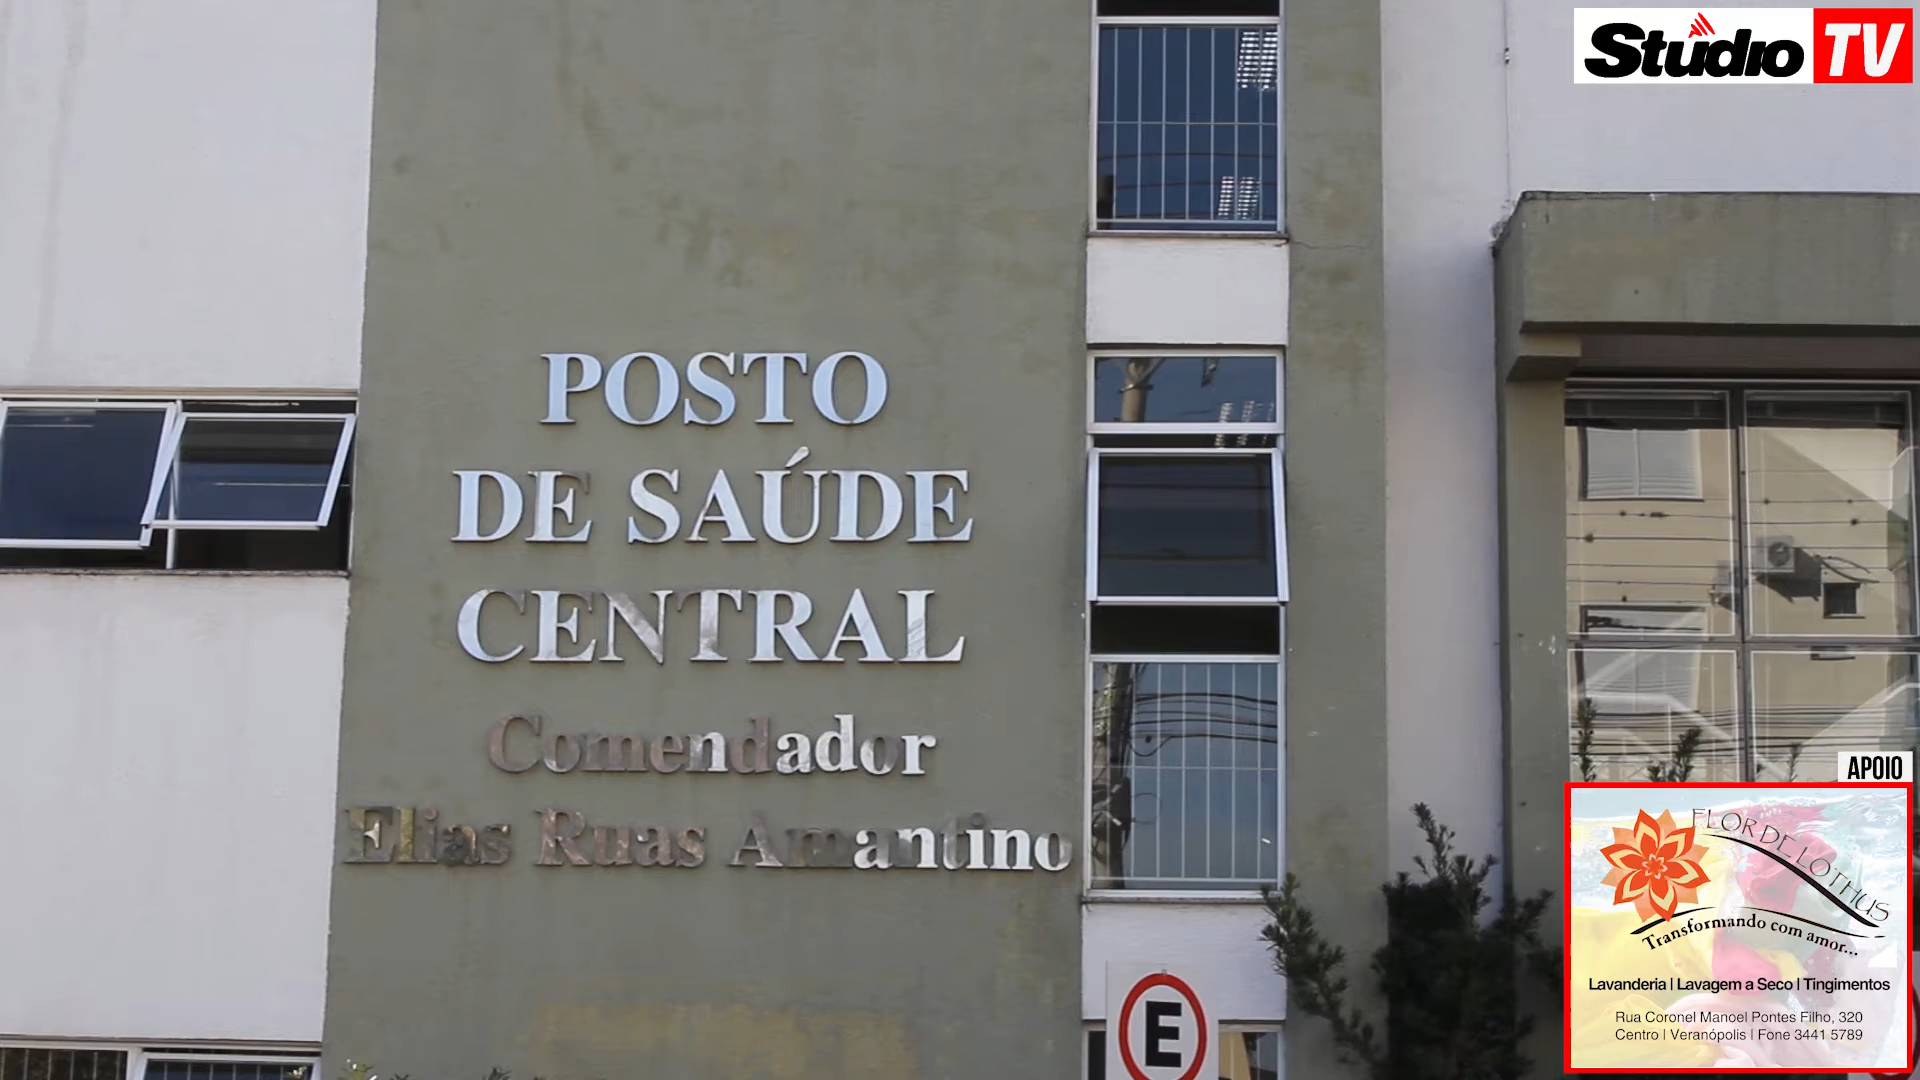 Studio TV
POSTO
DE SAÚDE
CENTRAL
Comendador
Elias Ruas Amantino
E
APOIO
FLOR DE LOTHUS
Transformando com amor...
Lavanderia | Lavagem a Seco | Tingimentos
Rua Coronel Manoel Pontes Filho, 320
Centro | Veranópolis | Fone 3441 5789